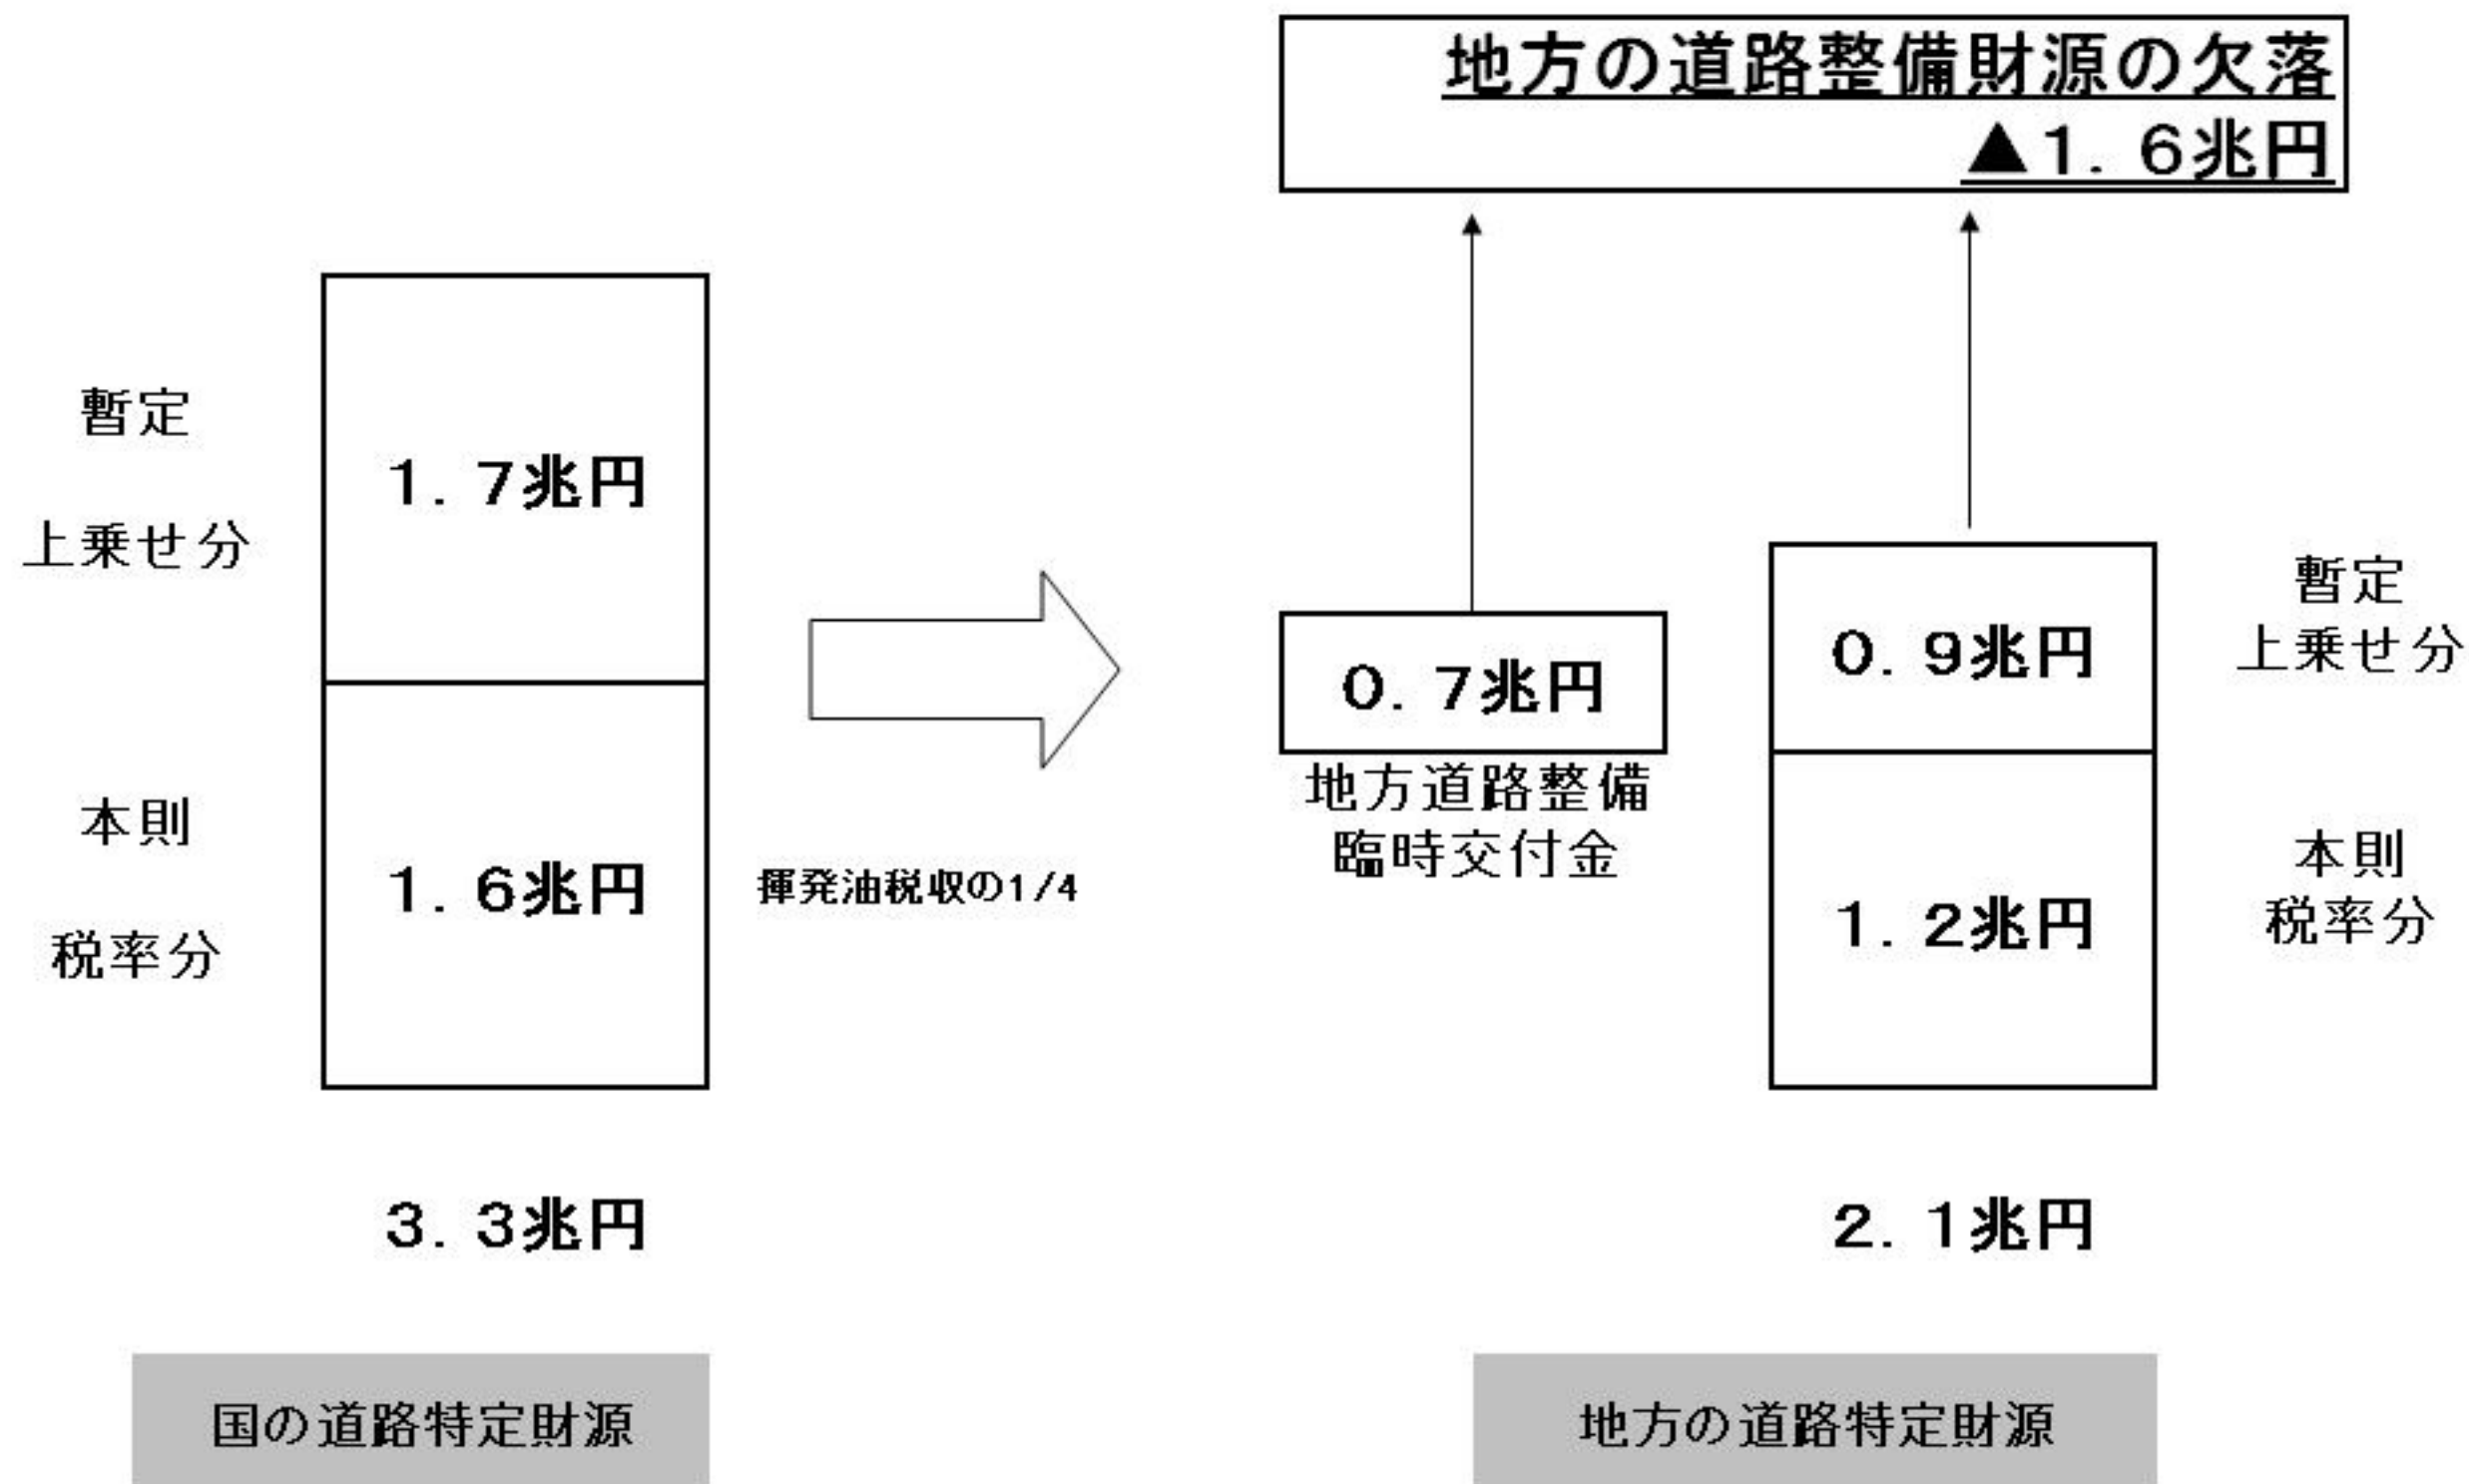 地方の道路整備財源の欠落
▲1.6兆円
暫定
上乗せ分
1.7兆円
本則
税率分
1.6兆円
揮発油税収の1/4
0.7兆円
地方道路整備
臨時交付金
0.9兆円
暫定
上乗せ分
1.2兆円
本則
税率分
3.3兆円
2.1兆円
国の道路特定財源
地方の道路特定財源